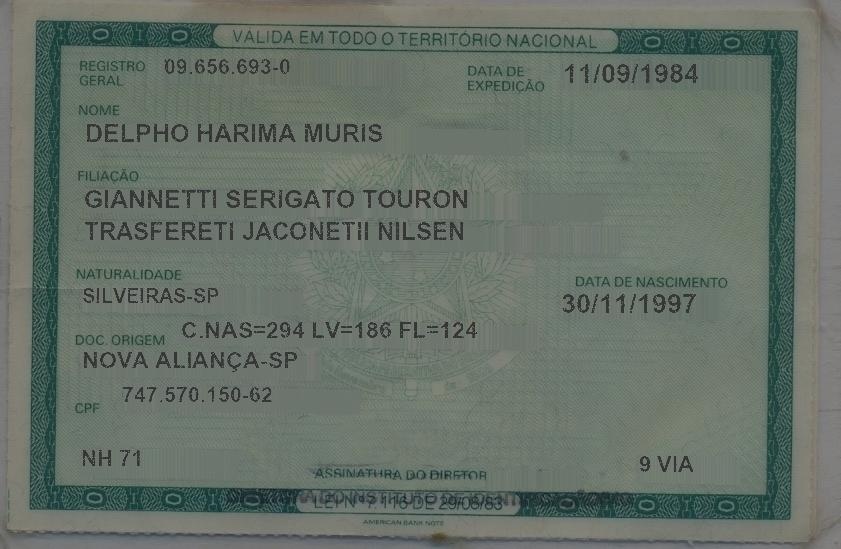 VÁLIDA EM TODO O TERRITÓRIO NACIONAL
REGISTRO GERAL 09.656.693-0
DATA DE EXPEDIÇÃO 11/09/1984
NOME
DELPHO HARIMA MURIS
FILIAÇÃO
GIANNETTI SERIGATO TOURON
TRASFERETI JACONETII NILSEN
NATURALIDADE
SILVEIRAS-SP
DATA DE NASCIMENTO
30/11/1997
DOC. ORIGEM C.NAS=294 LV=186 FL=124
NOVA ALIANÇA-SP
CPF 747.570.150-62
NH 71
9 VIA
ASSINATURA DO DIRETOR
LEI Nº 7.116 DE 29/08/83
AMERICAN BANK NOTE